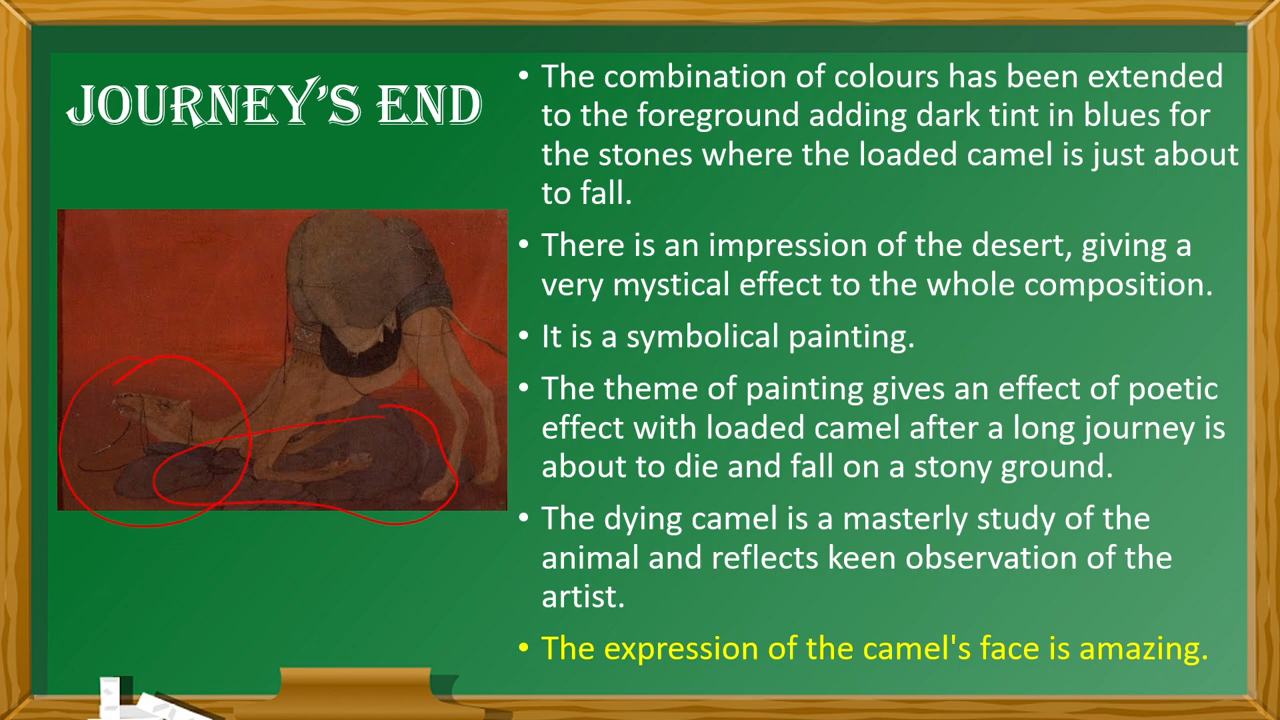 JOURNEY'S END
• The combination of colours has been extended
to the foreground adding dark tint in blues for
the stones where the loaded camel is just about
to fall.
• There is an impression of the desert, giving a
very mystical effect to the whole composition.
• It is a symbolical painting.
• The theme of painting gives an effect of poetic
effect with loaded camel after a long journey is
about to die and fall on a stony ground.
• The dying camel is a masterly study of the
animal and reflects keen observation of the
artist.
• The expression of the camel's face is amazing.